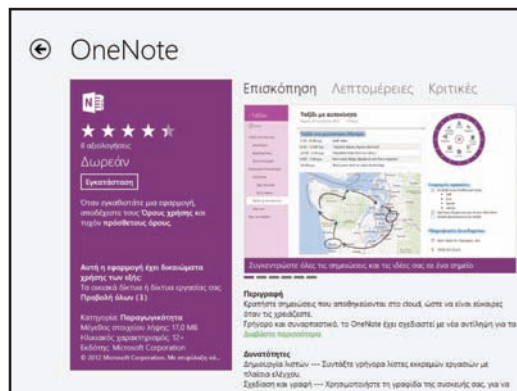 OneNote
8 αξιολογήσεις
Δωρεάν
Εγκατάσταση
Όταν εγκαθιστάτε μια εφαρμογή,
αποδέχεστε τους Όρους χρήσης και
τυχόν πρόσθετους όρους.
Αυτή η εφαρμογή έχει δικαιώματα
χρήσης των εξής:
Τα οικιακά δίκτυα ή δίκτυα εργασίας σας
Προβολή όλων (3)
Κατηγορία: Παραγωγικότητα
Μέγεθος στοιχείου λήψης: 17,0 MB
Ηλικιακός χαρακτηρισμός: 12+
Εκδότης: Microsoft Corporation
© 2012 Microsoft Corporation. Με επιφύλαξη νό...
Επισκόπηση Λεπτομέρειες Κριτικές
Ταξίδι με αυτοκίνητο
Συγκεντρώστε όλες τις σημειώσεις και τις ιδέες σας σε ένα σημείο
Περιγραφή
Κρατήστε σημειώσεις που αποθηκεύονται στο cloud, ώστε να είναι εύκαιρες
όταν τις χρειάζεστε.
Γρήγορο και συναρπαστικό, το OneNote έχει σχεδιαστεί με νέα αντίληψη για τα
Διαβάστε περισσότερα
Δυνατότητες
Δημιουργία λιστών — Συντάξτε γρήγορα λίστες εκκρεμών εργασιών με
πλαίσια ελέγχου.
Σχεδίαση και γραφή — Χρησιμοποιήστε τη γραφίδα της συσκευής σας, για να